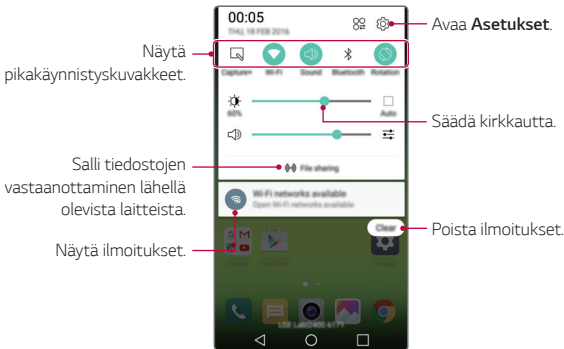 00:05
THU, 18 FEB 2016
Avaa Asetukset.
Näytä
pikakäynnistyskuvakkeet.
Capture+ Wi-Fi Sound Bluetooth Rotation
60%
Auto
Säädä kirkkautta.
File sharing
Salli tiedostojen
vastaanottaminen lähellä
olevista laitteista.
Wi-Fi networks available
Open Wi-Fi networks available
Näytä ilmoitukset.
Clear
Poista ilmoitukset.